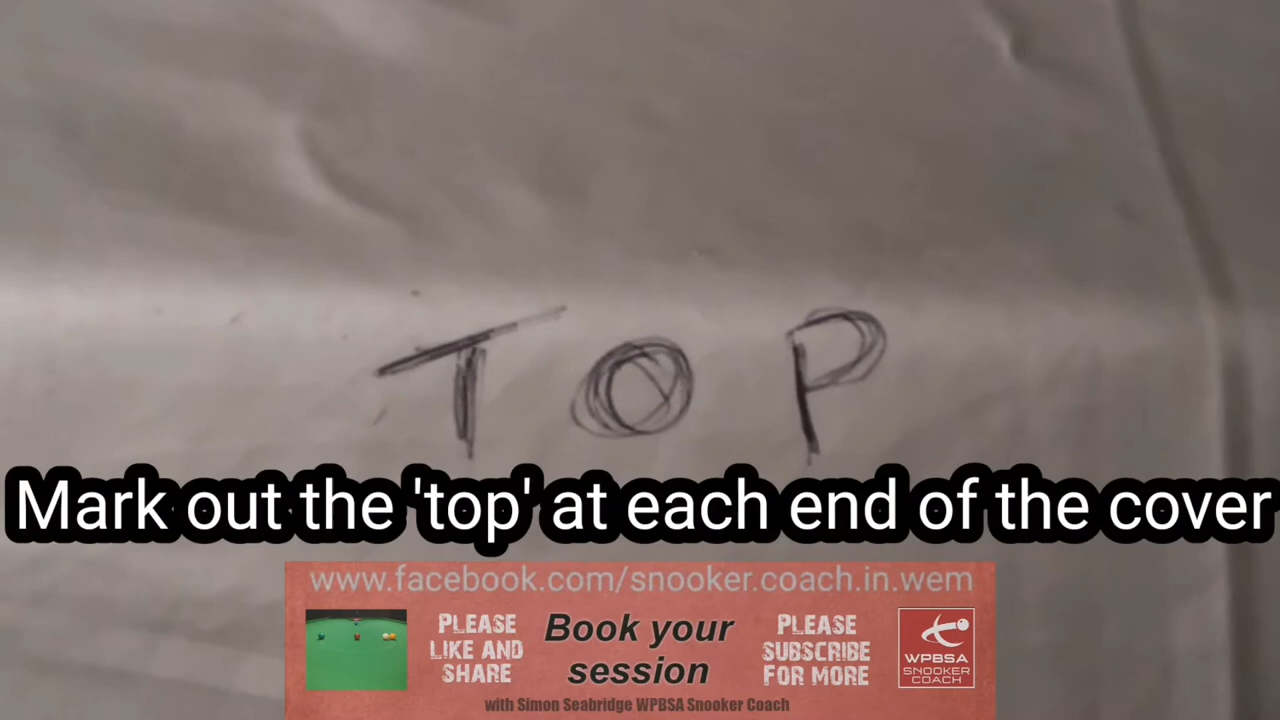 TOP
Mark out the 'top' at each end of the cover
www.facebook.com/snooker.coach.in.wem
PLEASE
LIKE AND
SHARE
Book your
session
PLEASE
SUBSCRIBE
FOR MORE
WPBSA
SNOOKER
COACH
with Simon Seabridge WPBSA Snooker Coach